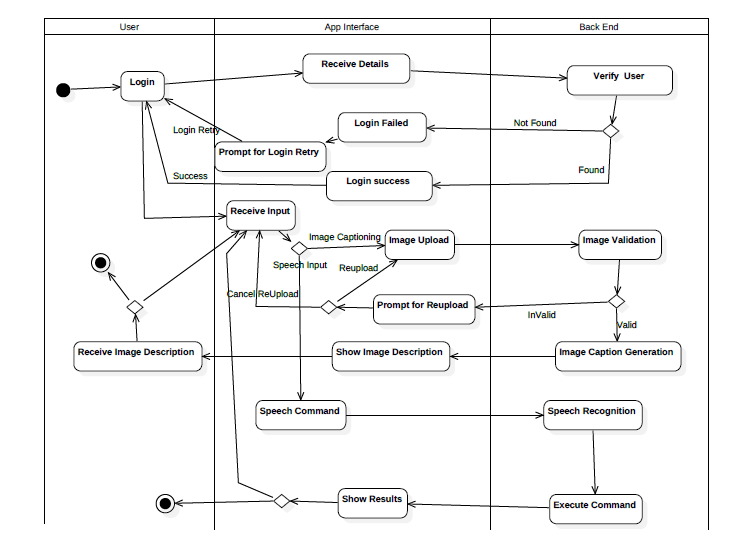 User
App Interface
Back End
Receive Details
Login
Verify User
Login Failed
Not Found
Login Retry
Prompt for Login Retry
Found
Success
Login success
Receive Input
Image Captioning
Image Upload
Image Validation
Speech Input
Reupload
Cancel ReUpload
Prompt for Reupload
InValid
Valid
Receive Image Description
Show Image Description
Image Caption Generation
Speech Command
Speech Recognition
Show Results
Execute Command